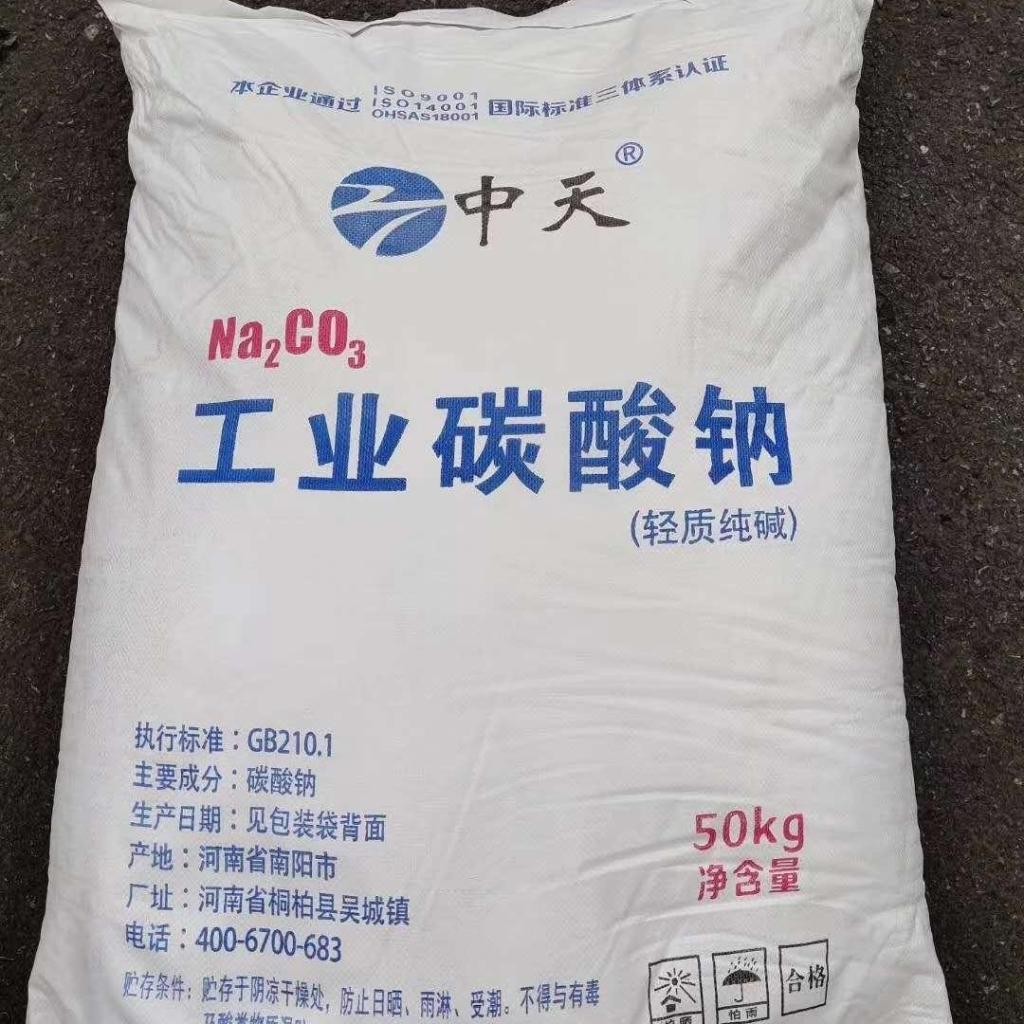 本企业通过 ISO9001 ISO14001 OHSAS18001 国际标准三体系认证
中天®
Na₂CO₃
工业碳酸钠
(轻质纯碱)
执行标准：GB210.1
主要成分：碳酸钠
生产日期：见包装袋背面
产地：河南省南阳市
厂址：河南省桐柏县吴城镇
电话：400-6700-683
50kg
净含量
贮存条件：贮存于阴凉干燥处，防止日晒、雨淋、受潮。不得与有毒
怕雨
合格